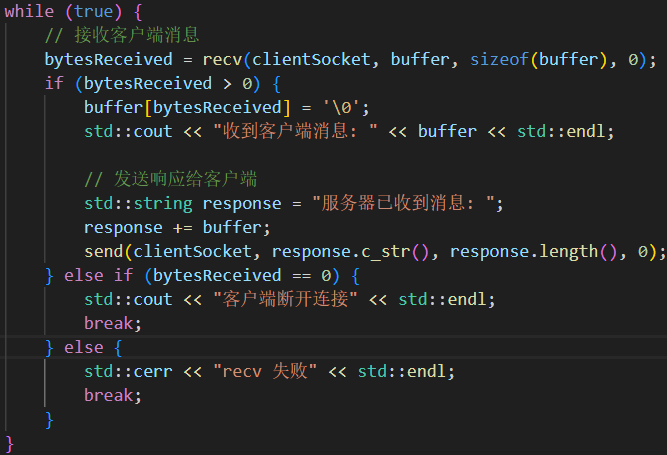 while (true) {
    // 接收客户端消息
    bytesReceived = recv(clientSocket, buffer, sizeof(buffer), 0);
    if (bytesReceived > 0) {
        buffer[bytesReceived] = '\0';
        std::cout << "收到客户端消息: " << buffer << std::endl;

        // 发送响应给客户端
        std::string response = "服务器已收到消息: ";
        response += buffer;
        send(clientSocket, response.c_str(), response.length(), 0);
    } else if (bytesReceived == 0) {
        std::cout << "客户端断开连接" << std::endl;
        break;
    } else {
        std::cerr << "recv 失败" << std::endl;
        break;
    }
}